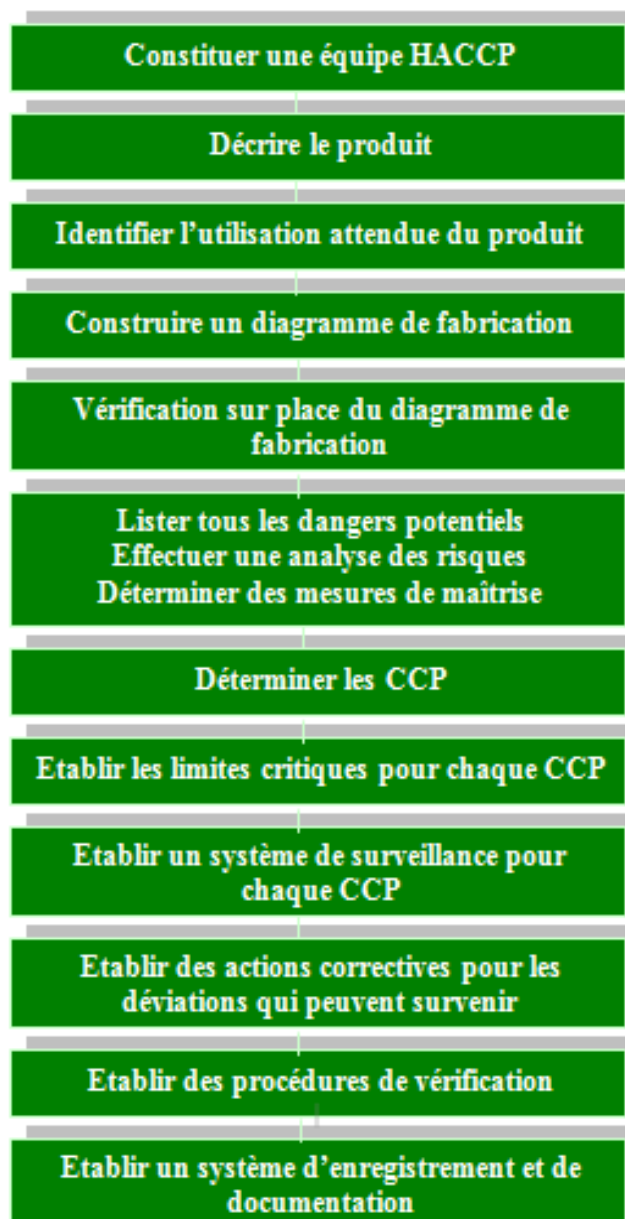 Constituer une équipe HACCP
Décrire le produit
Identifier l’utilisation attendue du produit
Construire un diagramme de fabrication
Vérification sur place du diagramme de
fabrication
Lister tous les dangers potentiels
Effectuer une analyse des risques
Déterminer des mesures de maîtrise
Déterminer les CCP
Etablir les limites critiques pour chaque CCP
Etablir un système de surveillance pour
chaque CCP
Etablir des actions correctives pour les
déviations qui peuvent survenir
Etablir des procédures de vérification
Etablir un système d’enregistrement et de
documentation